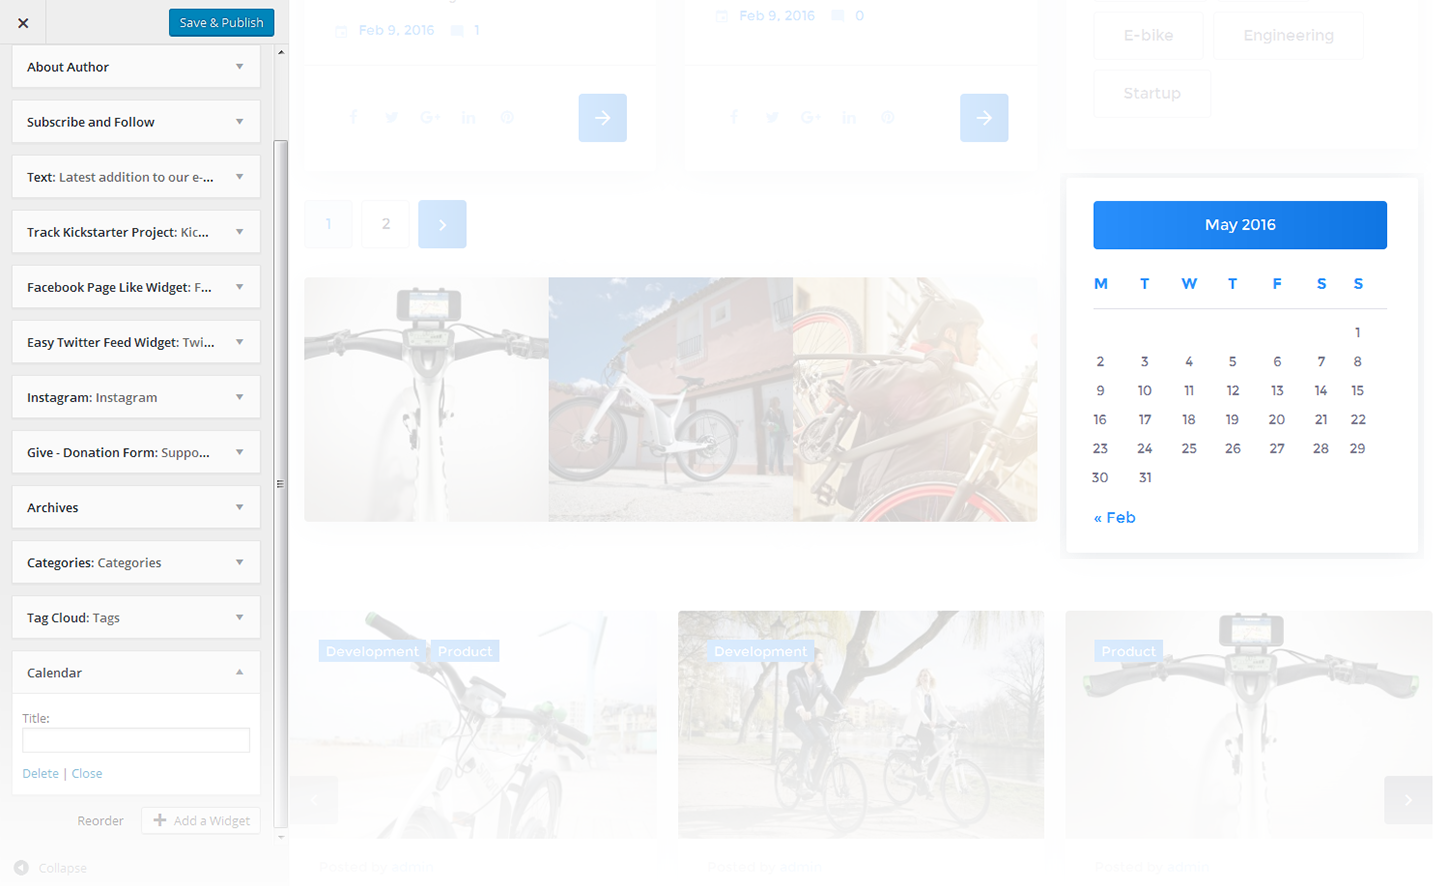 Save & Publish
About Author
Subscribe and Follow
Text: Latest addition to our e-...
Track Kickstarter Project: Kic...
Facebook Page Like Widget: F...
Easy Twitter Feed Widget: Twi...
Instagram: Instagram
Give - Donation Form: Suppo...
Archives
Categories: Categories
Tag Cloud: Tags
Calendar
Title:
Delete | Close
Reorder
Add a Widget
Collapse
Feb 9, 2016 1
Feb 9, 2016 0
1 2
Development Product
Development
Product
Posted by admin
Posted by admin
Posted by admin
E-bike Engineering
Startup
May 2016
M T W T F S S
1
2 3 4 5 6 7 8
9 10 11 12 13 14 15
16 17 18 19 20 21 22
23 24 25 26 27 28 29
30 31
« Feb